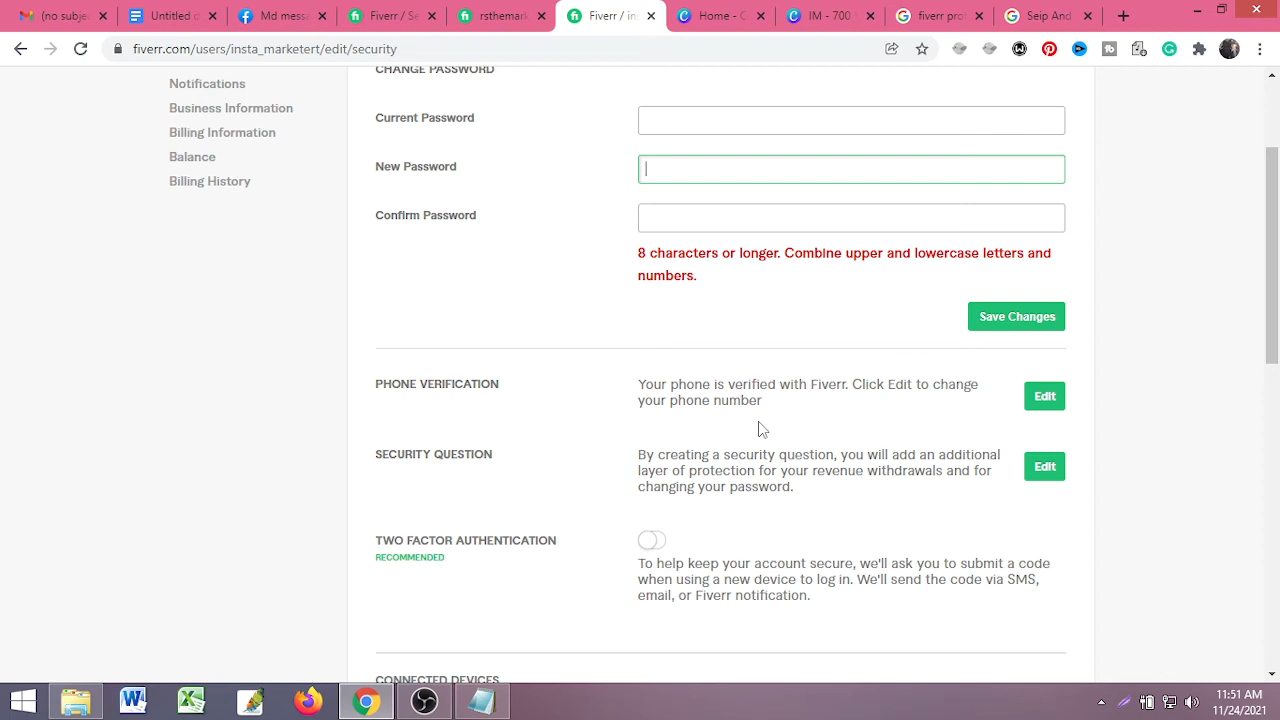 (no subje
Untitled d
Md messa
Fiverr / Se
rsthemark
Fiverr / in
Home - C
IM - 700
fiverr pro
Seip And
fiverr.com/users/insta_marketert/edit/security
CHANGE PASSWORD
Notifications
Business Information
Billing Information
Balance
Billing History
Current Password
New Password
Confirm Password
8 characters or longer. Combine upper and lowercase letters and
numbers.
Save Changes
PHONE VERIFICATION
Your phone is verified with Fiverr. Click Edit to change
your phone number
Edit
SECURITY QUESTION
By creating a security question, you will add an additional
layer of protection for your revenue withdrawals and for
changing your password.
Edit
TWO FACTOR AUTHENTICATION
RECOMMENDED
To help keep your account secure, we'll ask you to submit a code
when using a new device to log in. We'll send the code via SMS,
email, or Fiverr notification.
CONNECTED DEVICES
11:51 AM
11/24/2021